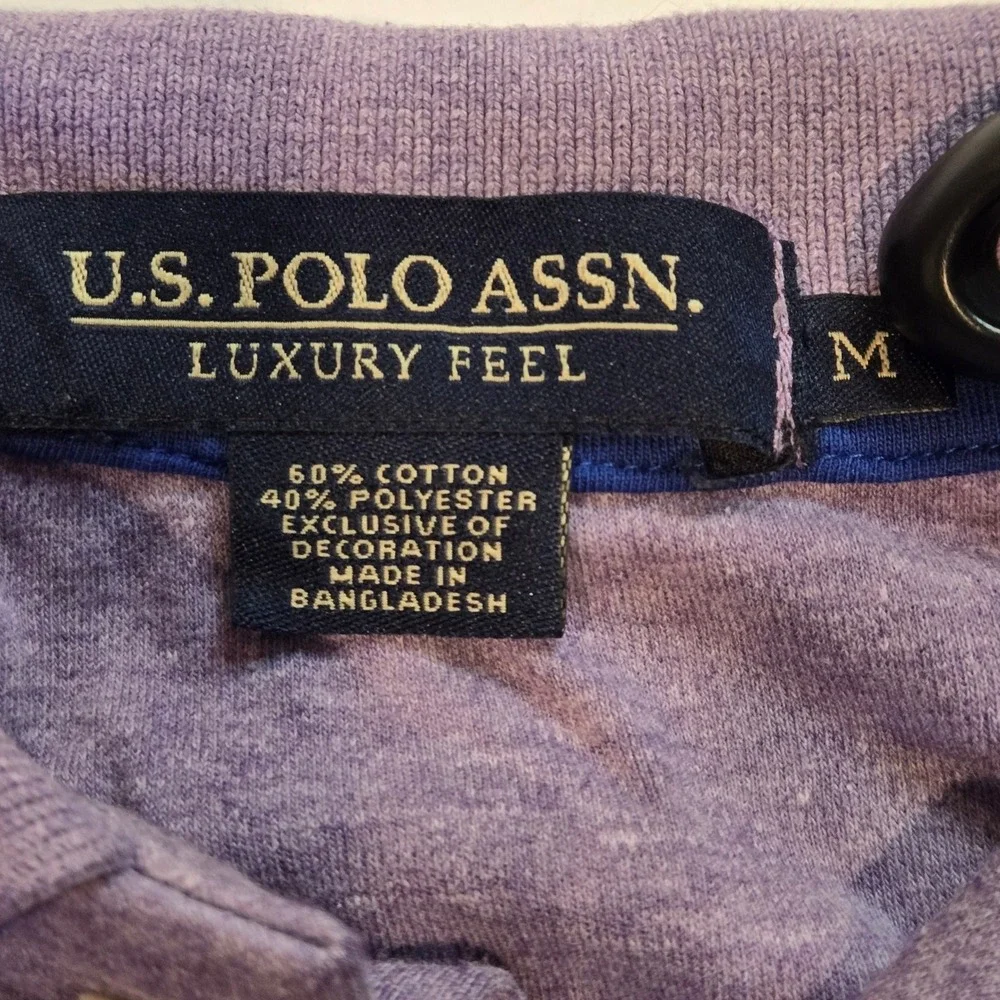 U.S. POLO ASSN.
LUXURY FEEL
M
60% COTTON
40% POLYESTER
EXCLUSIVE OF
DECORATION
MADE IN
BANGLADESH